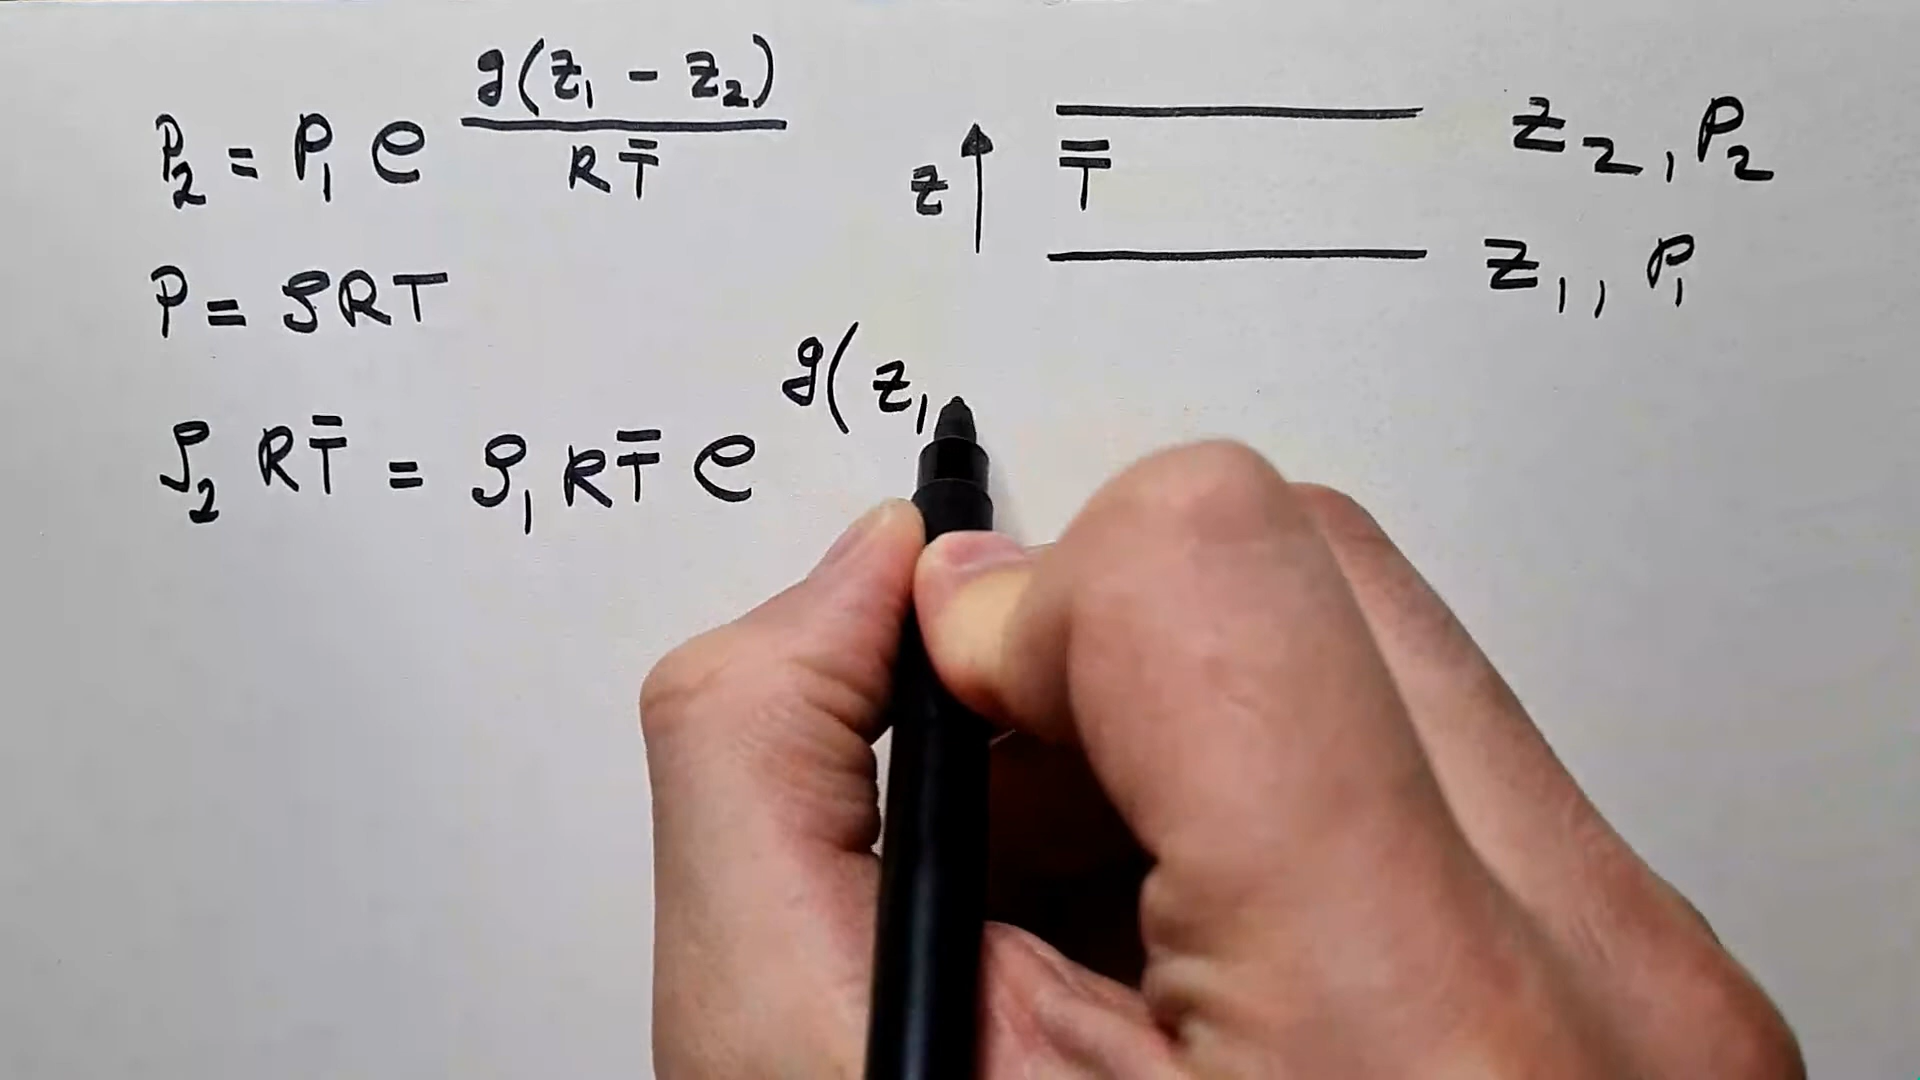 P₂ = P₁ e^{g(z₁ - z₂)/RT̿}
z T̿ z₂, P₂
z₁, P₁
P = ρRT
ρ₂ RT̿ = ρ₁ RT̿ e^{g(z₁